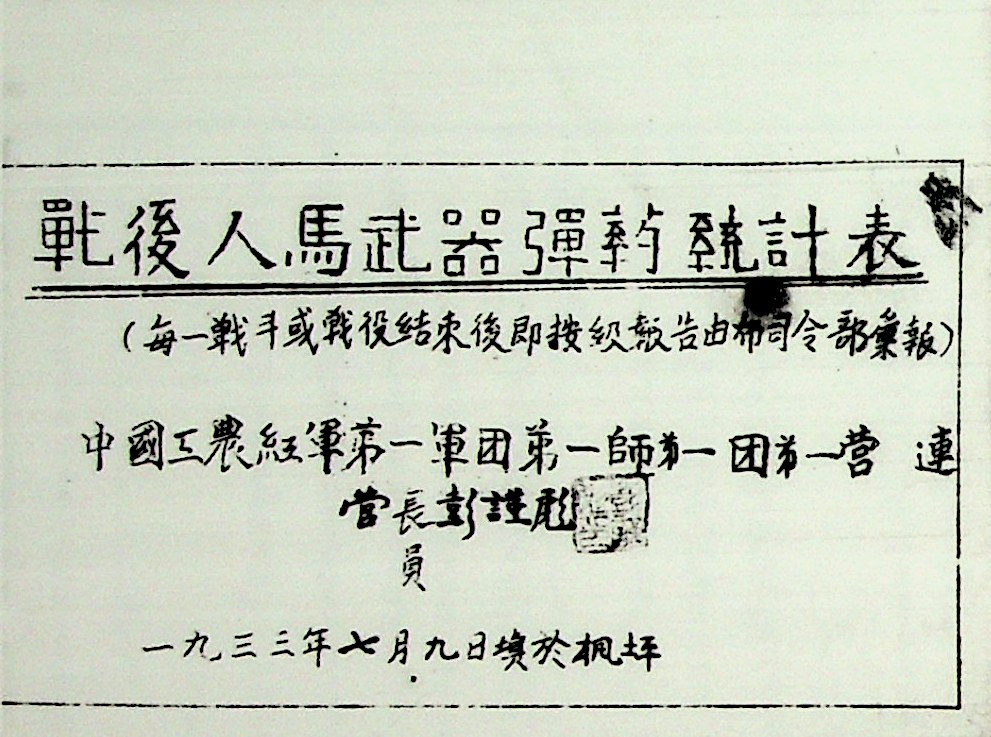 戰後人馬武器彈葯統計表
(每一戰斗或戰役結束後即按級報告由本司令部彙報)
中國工農紅軍第一軍团第一師第一团第一营 連
营長彭謹彪
員
一九三三年七月九日填於楓坪